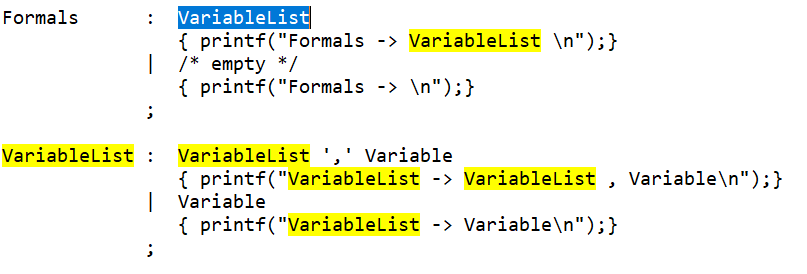 Formals : VariableList
{ printf("Formals -> VariableList \n");}
| /* empty */
{ printf("Formals -> \n");}
;
VariableList : VariableList ',' Variable
{ printf("VariableList -> VariableList , Variable\n");}
| Variable
{ printf("VariableList -> Variable\n");}
;